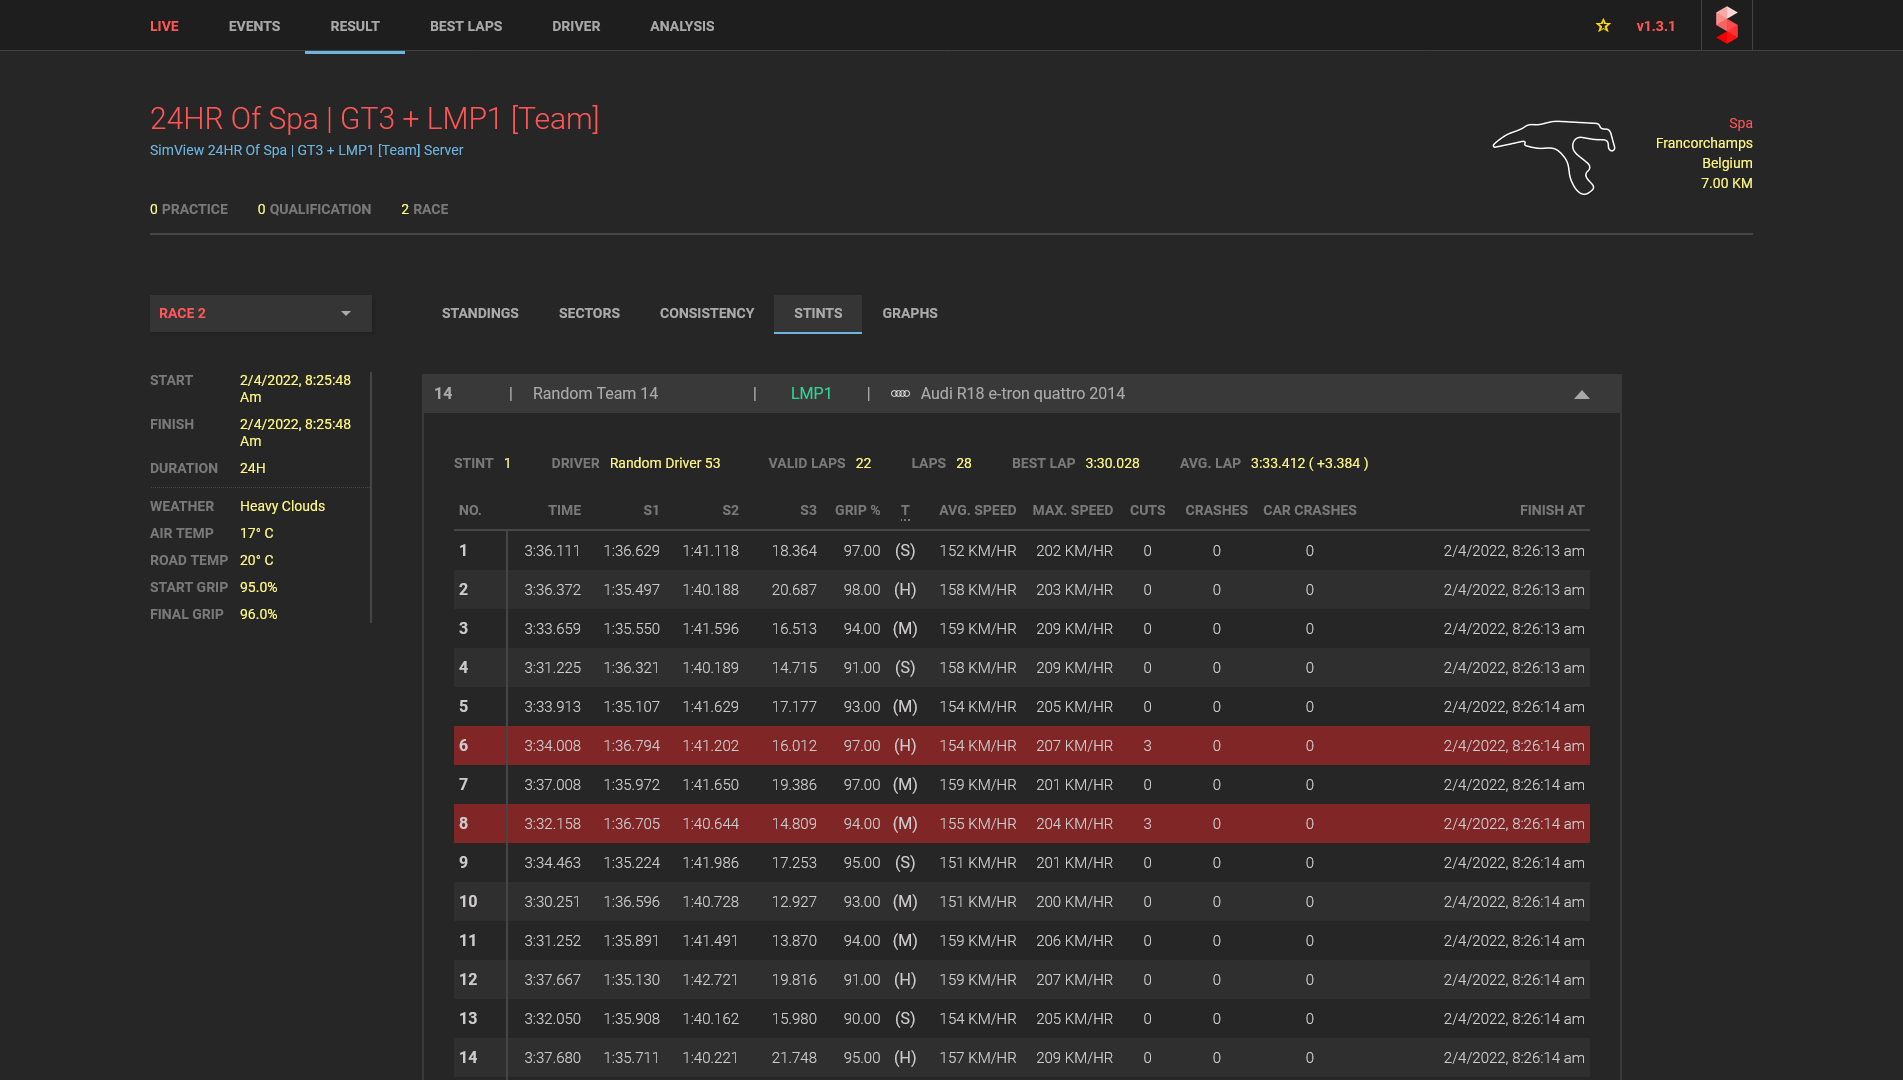 LIVE EVENTS RESULT BEST LAPS DRIVER ANALYSIS v1.3.1
24HR Of Spa | GT3 + LMP1 [Team]
SimView 24HR Of Spa | GT3 + LMP1 [Team] Server
Spa
Francorchamps
Belgium
7.00 KM
0 PRACTICE 0 QUALIFICATION 2 RACE
RACE 2
STANDINGS SECTORS CONSISTENCY STINTS GRAPHS
START 2/4/2022, 8:25:48
Am
FINISH 2/4/2022, 8:25:48
Am
DURATION 24H
WEATHER Heavy Clouds
AIR TEMP 17° C
ROAD TEMP 20° C
START GRIP 95.0%
FINAL GRIP 96.0%
14 | Random Team 14 | LMP1 | Audi R18 e-tron quattro 2014
STINT 1 DRIVER Random Driver 53 VALID LAPS 22 LAPS 28 BEST LAP 3:30.028 AVG. LAP 3:33.412 ( +3.384 )
NO. TIME S1 S2 S3 GRIP % T AVG. SPEED MAX. SPEED CUTS CRASHES CAR CRASHES FINISH AT
1 3:36.111 1:36.629 1:41.118 18.364 97.00 (S) 152 KM/HR 202 KM/HR 0 0 0 2/4/2022, 8:26:13 am
2 3:36.372 1:35.497 1:40.188 20.687 98.00 (H) 158 KM/HR 203 KM/HR 0 0 0 2/4/2022, 8:26:13 am
3 3:33.659 1:35.550 1:41.596 16.513 94.00 (M) 159 KM/HR 209 KM/HR 0 0 0 2/4/2022, 8:26:13 am
4 3:31.225 1:36.321 1:40.189 14.715 91.00 (S) 158 KM/HR 209 KM/HR 0 0 0 2/4/2022, 8:26:13 am
5 3:33.913 1:35.107 1:41.629 17.177 93.00 (M) 154 KM/HR 205 KM/HR 0 0 0 2/4/2022, 8:26:14 am
6 3:34.008 1:36.794 1:41.202 16.012 97.00 (H) 154 KM/HR 207 KM/HR 3 0 0 2/4/2022, 8:26:14 am
7 3:37.008 1:35.972 1:41.650 19.386 97.00 (M) 159 KM/HR 201 KM/HR 0 0 0 2/4/2022, 8:26:14 am
8 3:32.158 1:36.705 1:40.644 14.809 94.00 (M) 155 KM/HR 204 KM/HR 3 0 0 2/4/2022, 8:26:14 am
9 3:34.463 1:35.224 1:41.986 17.253 95.00 (S) 151 KM/HR 201 KM/HR 0 0 0 2/4/2022, 8:26:14 am
10 3:30.251 1:36.596 1:40.728 12.927 93.00 (M) 151 KM/HR 200 KM/HR 0 0 0 2/4/2022, 8:26:14 am
11 3:31.252 1:35.891 1:41.491 13.870 94.00 (M) 159 KM/HR 206 KM/HR 0 0 0 2/4/2022, 8:26:14 am
12 3:37.667 1:35.130 1:42.721 19.816 91.00 (H) 159 KM/HR 207 KM/HR 0 0 0 2/4/2022, 8:26:14 am
13 3:32.050 1:35.908 1:40.162 15.980 90.00 (S) 154 KM/HR 205 KM/HR 0 0 0 2/4/2022, 8:26:14 am
14 3:37.680 1:35.711 1:40.221 21.748 95.00 (H) 157 KM/HR 209 KM/HR 0 0 0 2/4/2022, 8:26:14 am